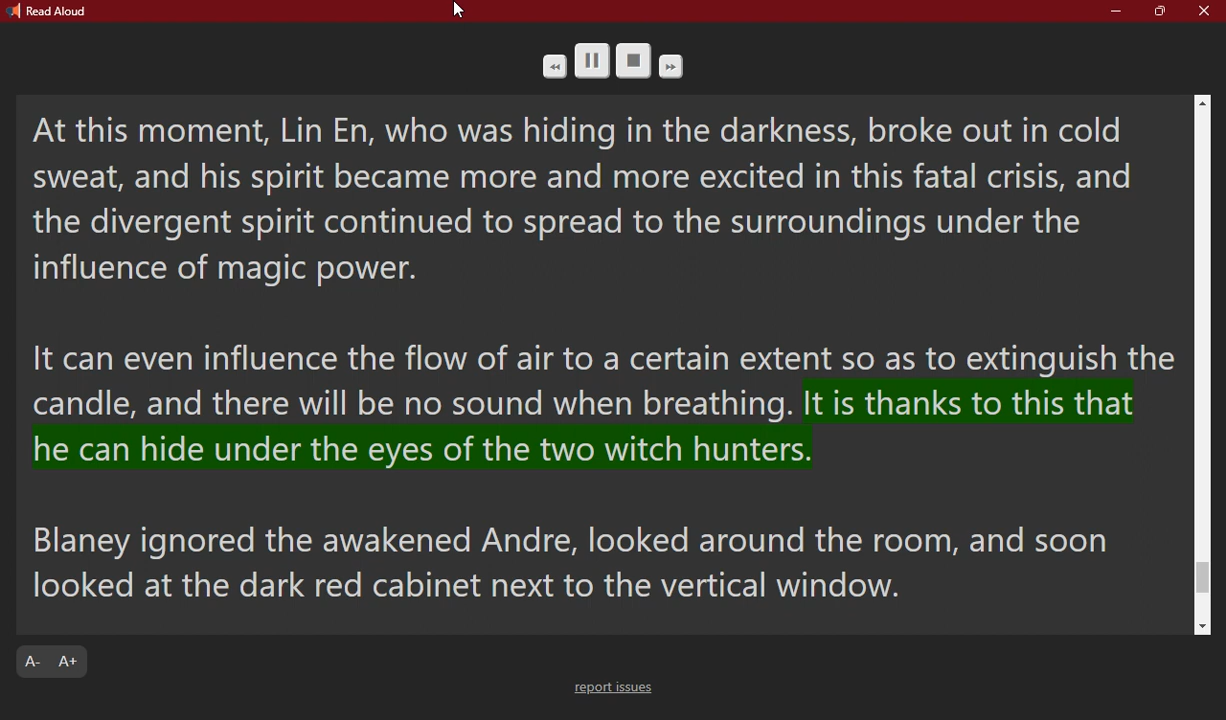 Read Aloud
At this moment, Lin En, who was hiding in the darkness, broke out in cold
sweat, and his spirit became more and more excited in this fatal crisis, and
the divergent spirit continued to spread to the surroundings under the
influence of magic power.
It can even influence the flow of air to a certain extent so as to extinguish the
candle, and there will be no sound when breathing. It is thanks to this that
he can hide under the eyes of the two witch hunters.
Blaney ignored the awakened Andre, looked around the room, and soon
looked at the dark red cabinet next to the vertical window.
A- A+
report issues